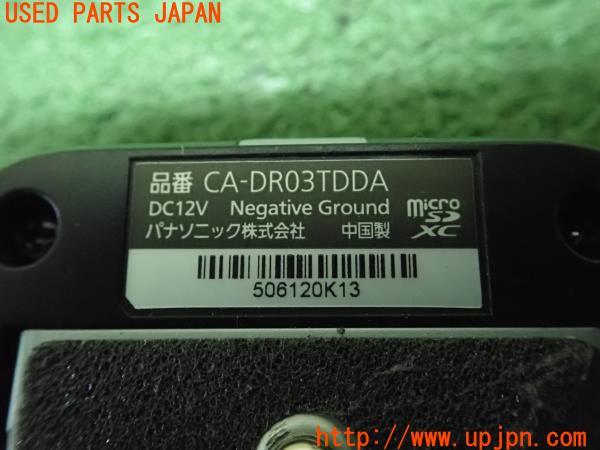 USED PARTS JAPAN
品番 CA-DR03TDDA
DC12V Negative Ground
micro SD XC
パナソニック株式会社 中国製
506120K13
http://www.upjpn.com/